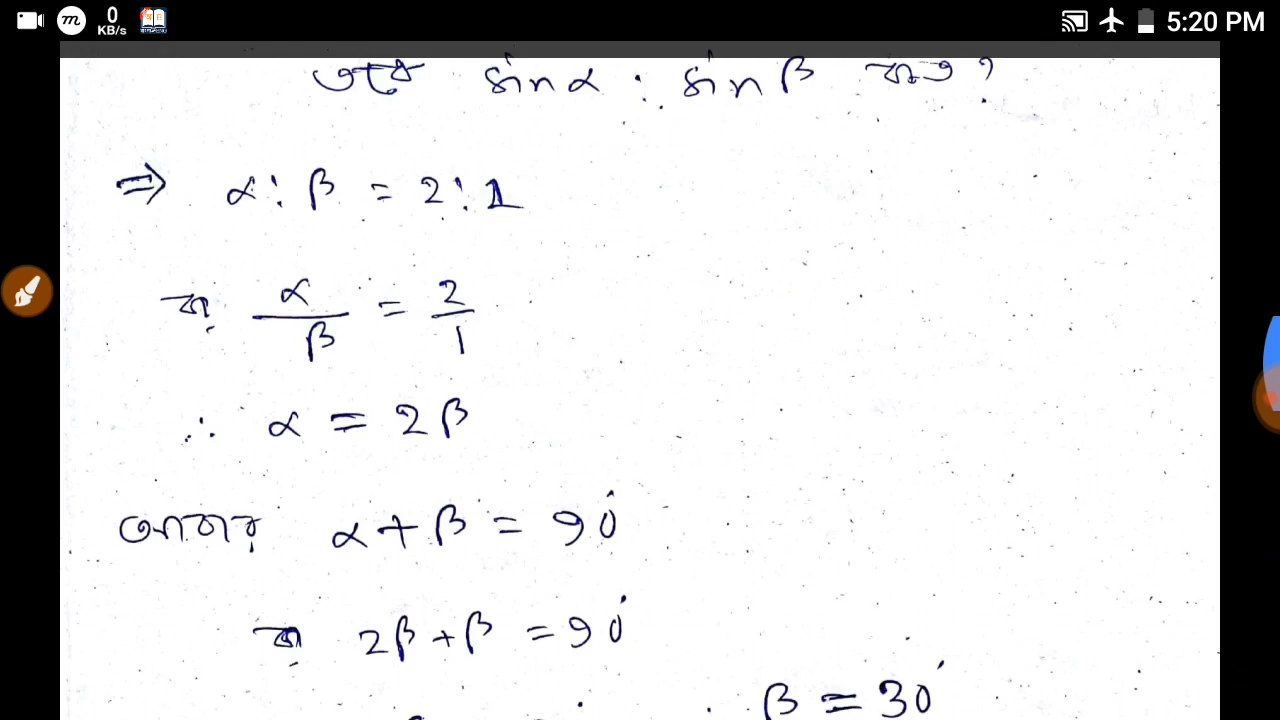 0
KB/s
5:20 PM
তবে sinα : sinβ কত?
⇒ α : β = 2 : 1
বা, α/β = 2/1
∴ α = 2β
আবার, α + β = 90°
বা, 2β + β = 90°
β = 30°